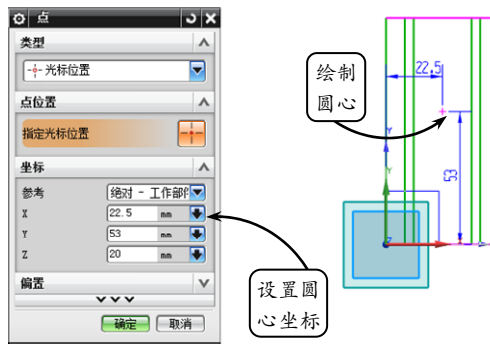 点
类型
光标位置
点位置
指定光标位置
坐标
参考
绝对 - 工作部件
X
22.5
mm
Y
53
mm
Z
20
mm
偏置
确定
取消
绘制
圆心
设置圆
心坐标
22.5
53
Y
Y
Z